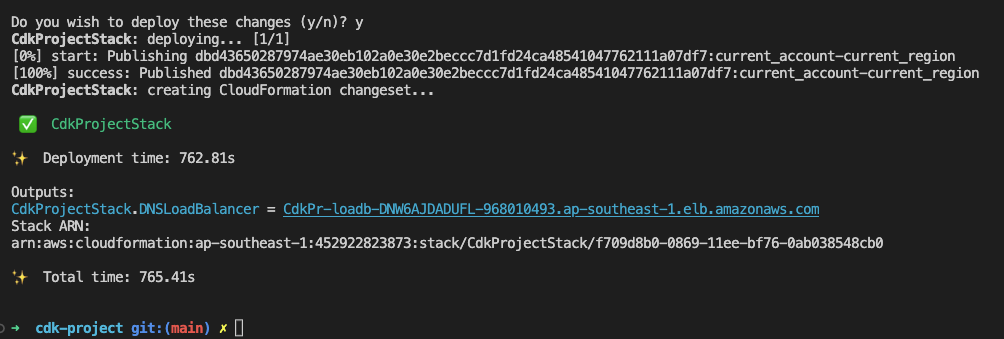 Do you wish to deploy these changes (y/n)? y
CdkProjectStack: deploying... [1/1]
[0%] start: Publishing dbd43650287974ae30eb102a0e30e2beccc7d1fd24ca48541047762111a07df7:current_account-current_region
[100%] success: Published dbd43650287974ae30eb102a0e30e2beccc7d1fd24ca48541047762111a07df7:current_account-current_region
CdkProjectStack: creating CloudFormation changeset...
✅ CdkProjectStack
✨ Deployment time: 762.81s
Outputs:
CdkProjectStack.DNSLoadBalancer = CdkPr-loadb-DNW6AJDADUFL-968010493.ap-southeast-1.elb.amazonaws.com
Stack ARN:
arn:aws:cloudformation:ap-southeast-1:452922823873:stack/CdkProjectStack/f709d8b0-0869-11ee-bf76-0ab038548cb0
✨ Total time: 765.41s
➜ cdk-project git:(main) ✗